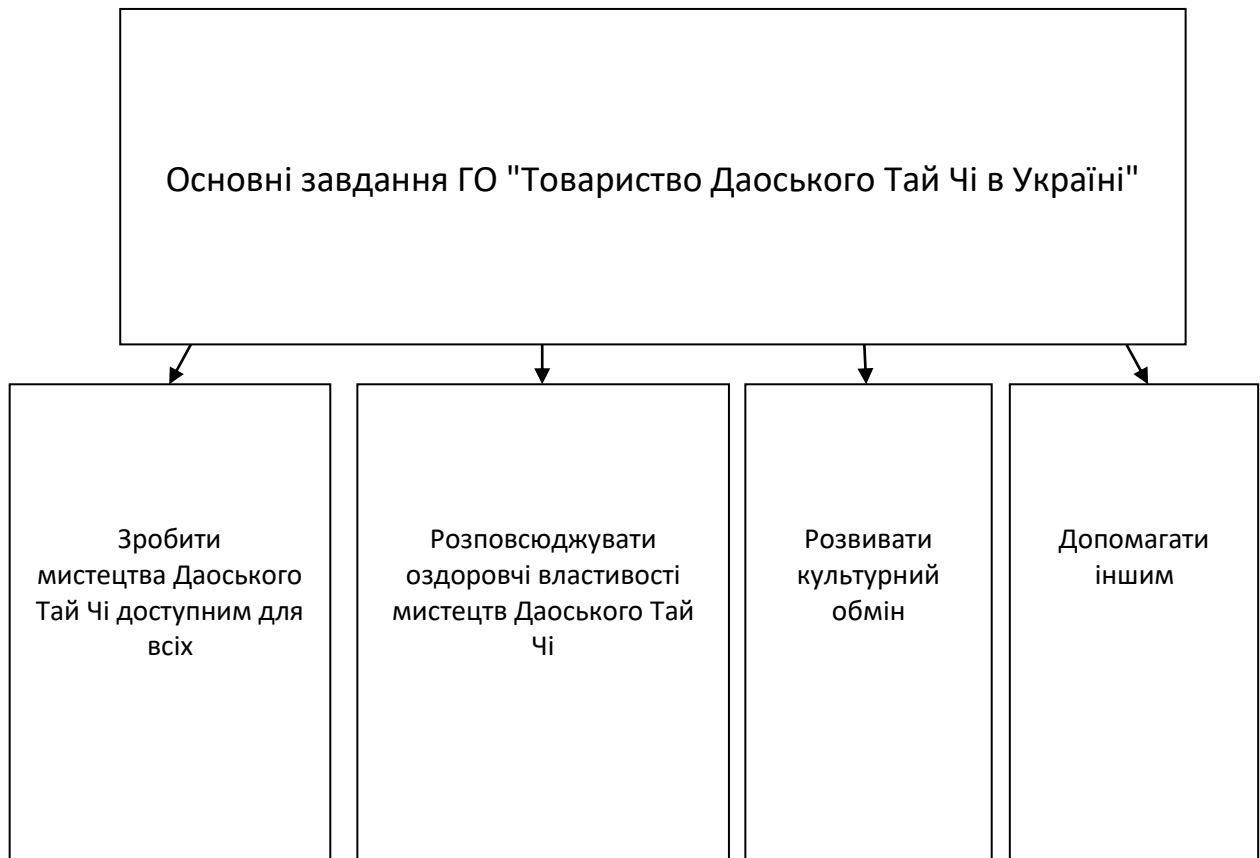 Основні завдання ГО "Товариство Даоського Тай Чі в Україні"
Зробити
мистецтва Даоського
Тай Чі доступним для
всіх
Розповсюджувати
оздоровчі властивості
мистецтв Даоського Тай
Чі
Розвивати
культурний
обмін
Допомагати
іншим